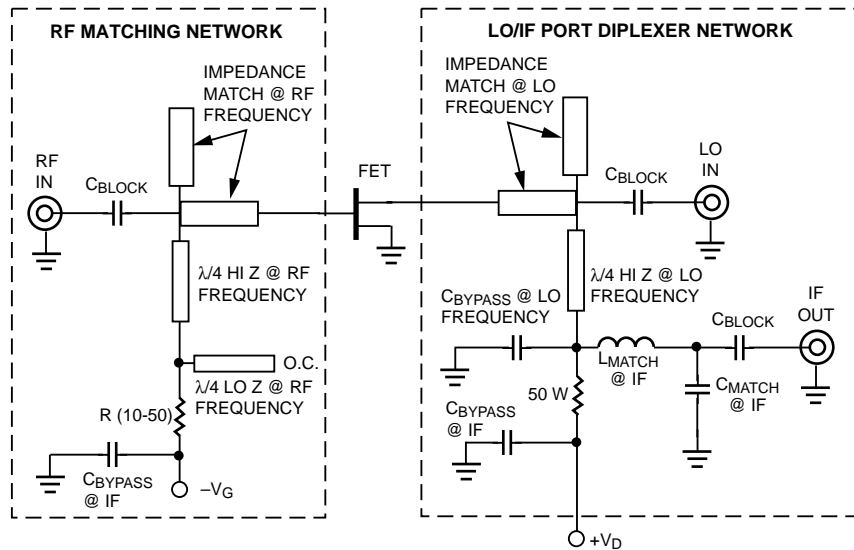 RF MATCHING NETWORK
IMPEDANCE
MATCH @ RF
FREQUENCY
RF
IN
CBLOCK
λ/4 HI Z @ RF
FREQUENCY
O.C.
λ/4 LO Z @ RF
FREQUENCY
R (10-50)
CBYPASS
@ IF
–VG
FET
LO/IF PORT DIPLEXER NETWORK
IMPEDANCE
MATCH @ LO
FREQUENCY
LO
IN
CBLOCK
λ/4 HI Z @ LO
FREQUENCY
CBYPASS @ LO
FREQUENCY
IF
OUT
CBLOCK
LMATCH
@ IF
CMATCH
@ IF
50 W
CBYPASS
@ IF
+VD